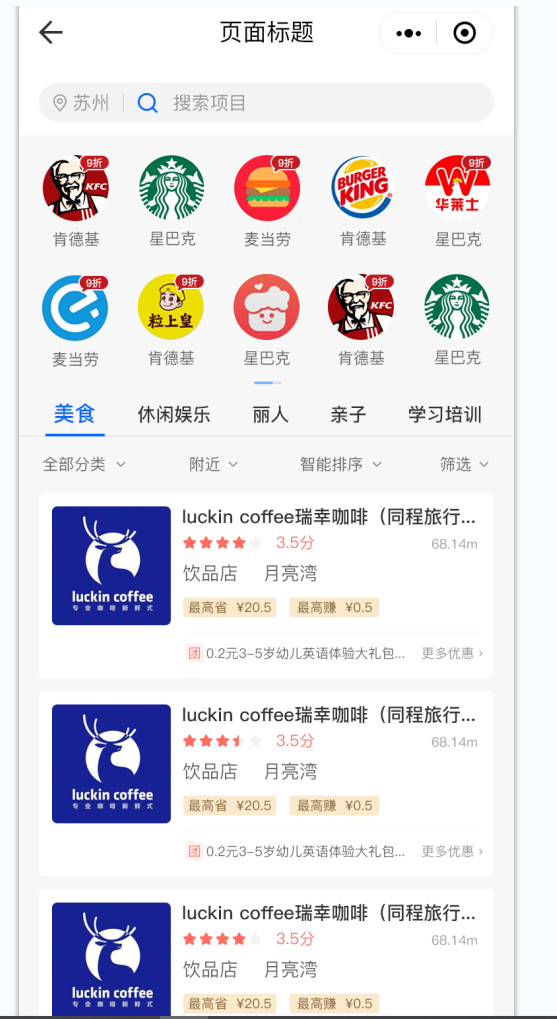 页面标题
苏州 搜索项目
9折 9折 9折
KFC BURGER KING 华莱士
肯德基 星巴克 麦当劳 肯德基 星巴克
9折 9折 9折
粒上皇 KFC
麦当劳 肯德基 星巴克 肯德基 星巴克
美食 休闲娱乐 丽人 亲子 学习培训
全部分类 附近 智能排序 筛选
luckin coffee瑞幸咖啡（同程旅行...
3.5分 68.14m
饮品店 月亮湾
luckin coffee
专业咖啡新鲜式
最高省 ¥20.5 最高赚 ¥0.5
团 0.2元3-5岁幼儿英语体验大礼包... 更多优惠 ›
luckin coffee瑞幸咖啡（同程旅行...
3.5分 68.14m
饮品店 月亮湾
luckin coffee
专业咖啡新鲜式
最高省 ¥20.5 最高赚 ¥0.5
团 0.2元3-5岁幼儿英语体验大礼包... 更多优惠 ›
luckin coffee瑞幸咖啡（同程旅行...
3.5分 68.14m
饮品店 月亮湾
luckin coffee
最高省 ¥20.5 最高赚 ¥0.5